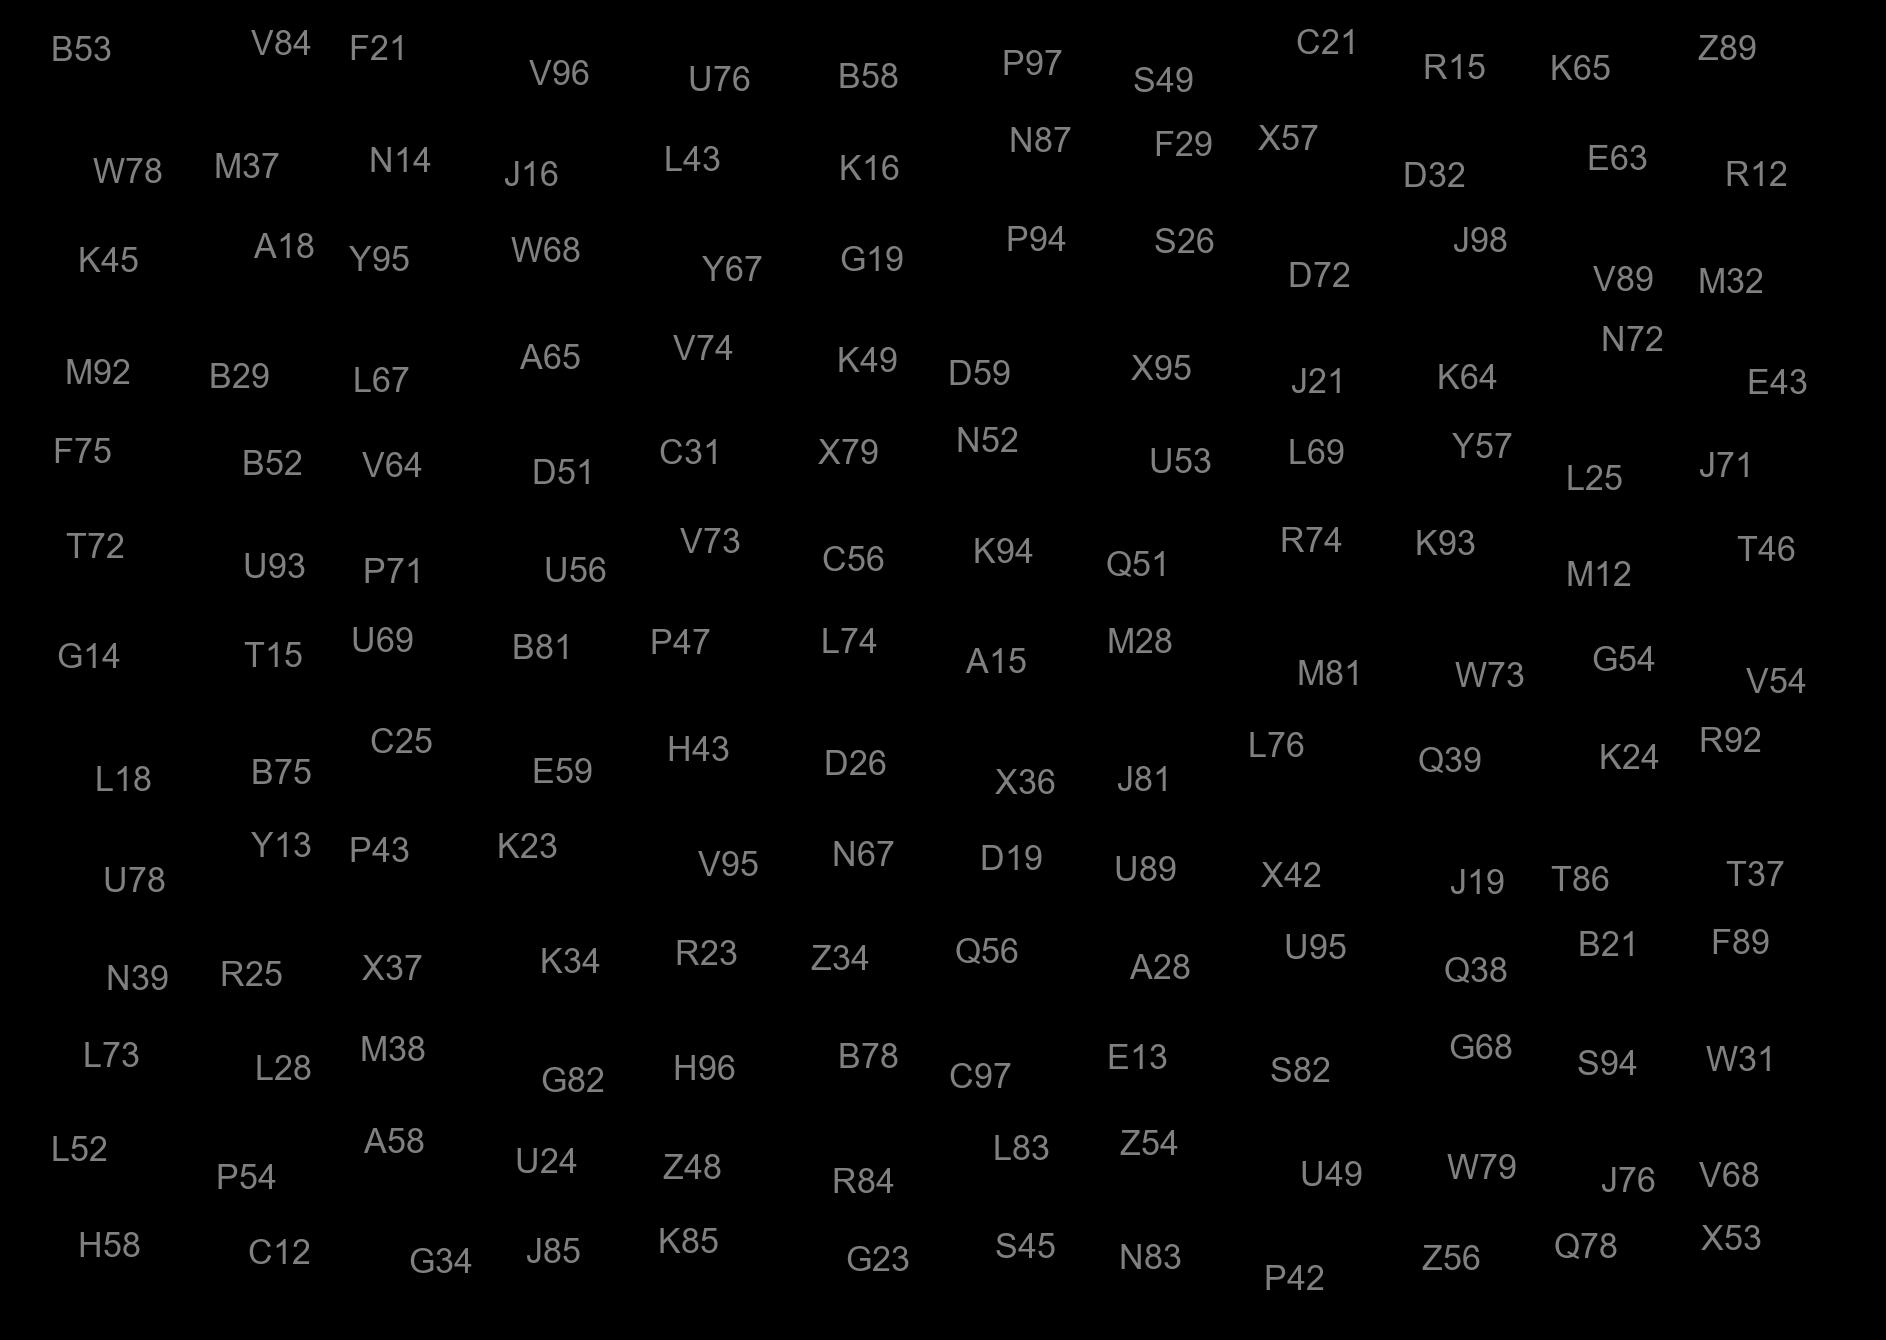 B53 V84 F21 V96 U76 B58 P97 S49 C21 R15 K65 Z89
W78 M37 N14 J16 L43 K16 N87 F29 X57 D32 E63 R12
K45 A18 Y95 W68 Y67 G19 P94 S26 D72 J98 V89 M32
M92 B29 L67 A65 V74 K49 D59 X95 J21 K64 N72 E43
F75 B52 V64 D51 C31 X79 N52 U53 L69 Y57 L25 J71
T72 U93 P71 U56 V73 C56 K94 Q51 R74 K93 M12 T46
G14 T15 U69 B81 P47 L74 A15 M28 M81 W73 G54 V54
L18 B75 C25 E59 H43 D26 X36 J81 L76 Q39 K24 R92
U78 Y13 P43 K23 V95 N67 D19 U89 X42 J19 T86 T37
N39 R25 X37 K34 R23 Z34 Q56 A28 U95 Q38 B21 F89
L73 L28 M38 G82 H96 B78 C97 E13 S82 G68 S94 W31
L52 P54 A58 U24 Z48 R84 L83 Z54 U49 W79 J76 V68
H58 C12 G34 J85 K85 G23 S45 N83 P42 Z56 Q78 X53